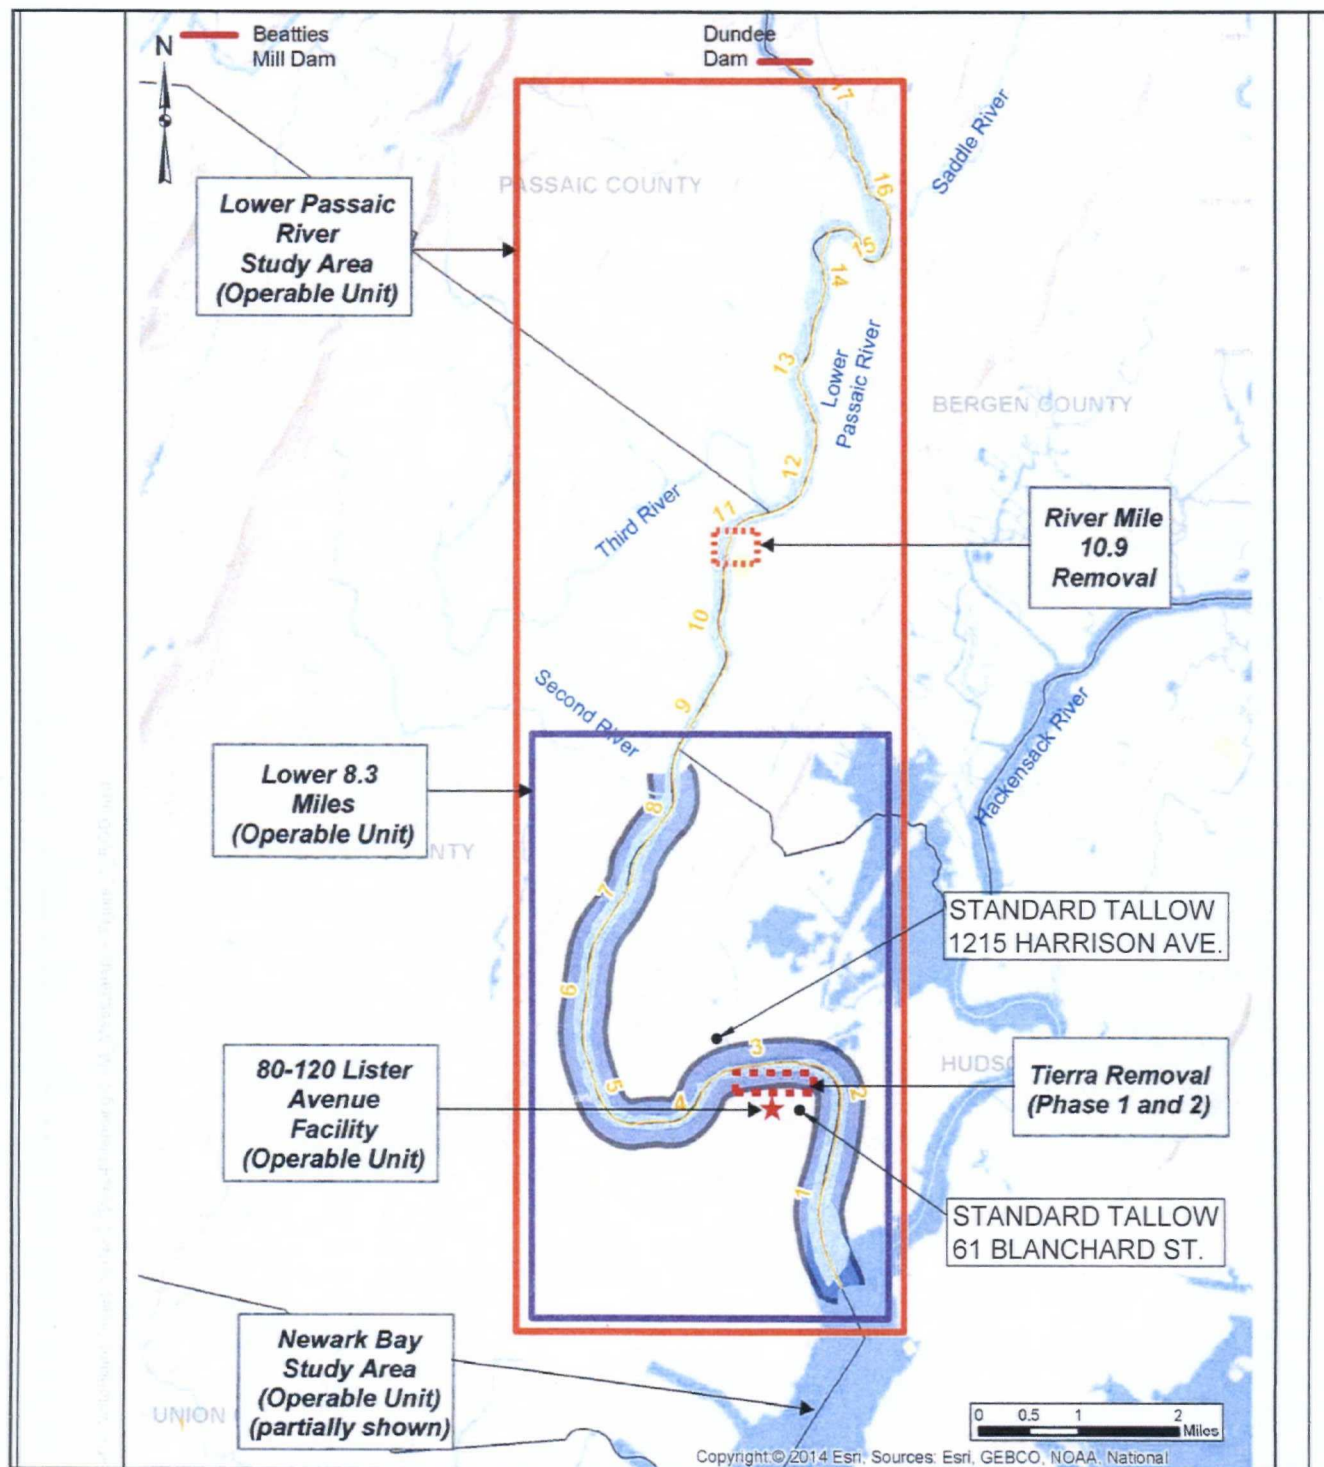 Beatties
Mill Dam
Dundee
Dam
N
17
Saddle River
16
PASSAIC COUNTY
Lower Passaic
River
Study Area
(Operable Unit)
15
14
13
Lower
Passaic River
BERGEN COUNTY
12
11
Third River
River Mile
10.9
Removal
10
9
Second River
Hackensack River
Lower 8.3
Miles
(Operable Unit)
8
NTY
7
STANDARD TALLOW
1215 HARRISON AVE.
6
3
HUDS
80-120 Lister
Avenue
Facility
(Operable Unit)
5
4
2
Tierra Removal
(Phase 1 and 2)
1
STANDARD TALLOW
61 BLANCHARD ST.
Newark Bay
Study Area
(Operable Unit)
(partially shown)
UNION
0 0.5 1 2
Miles
Copyright:© 2014 Esri, Sources: Esri, GEBCO, NOAA, National